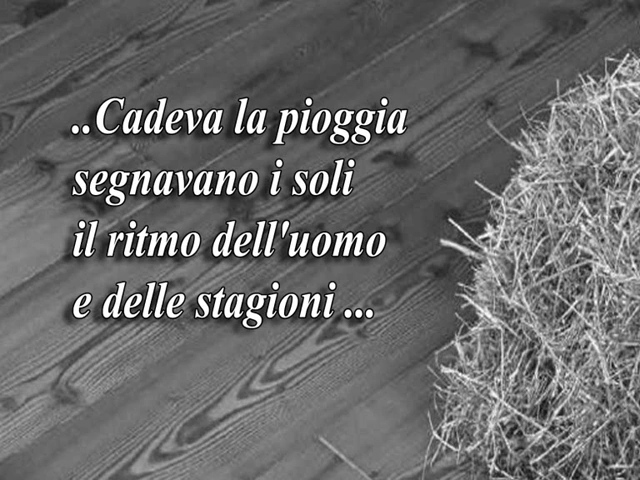 ..Cadeva la pioggia
segnavano i soli
il ritmo dell'uomo
e delle stagioni ...